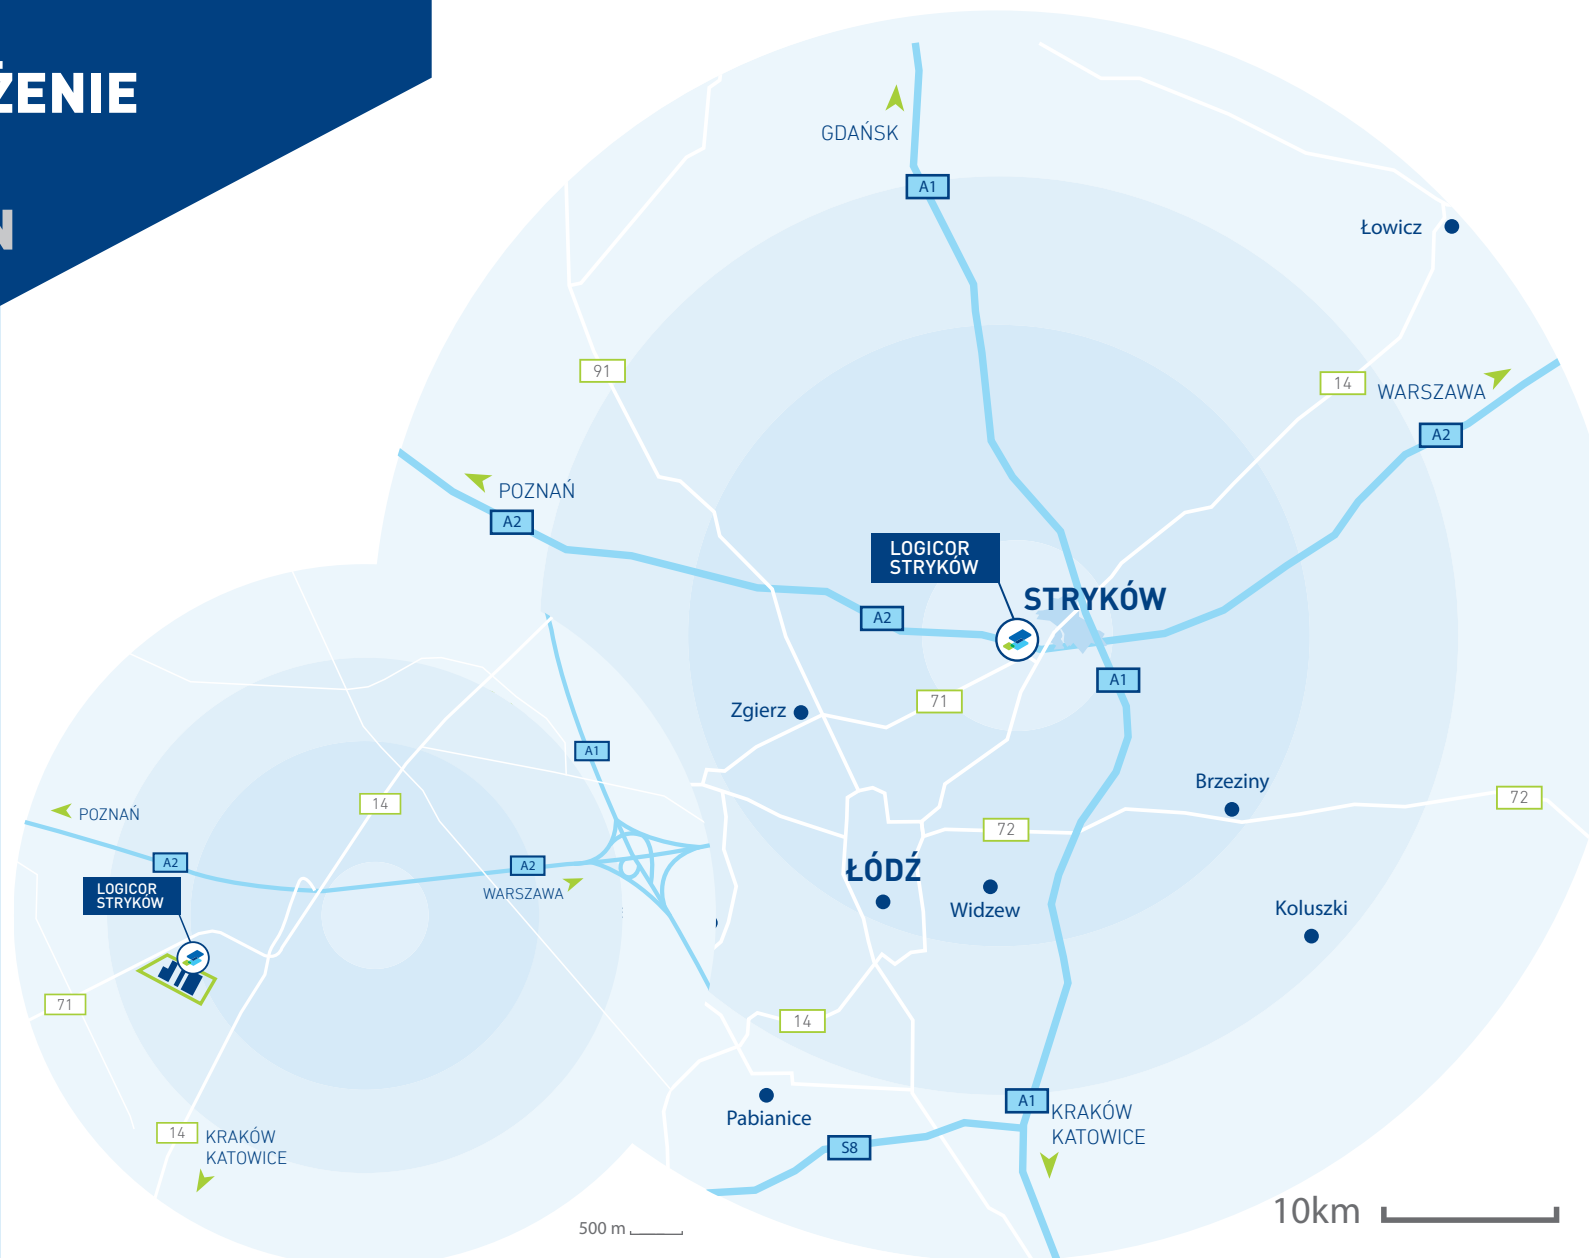 ŻENIE
N
GDAŃSK
A1
Łowicz
91
14
WARSZAWA
A2
POZNAŃ
A2
LOGICOR
STRYKÓW
STRYKÓW
A2
A1
71
Zgierz
A1
Brzeziny
72
72
POZNAŃ
14
A2
A2
WARSZAWA
LOGICOR
STRYKÓW
ŁÓDŹ
Widzew
Koluszki
71
14
Pabianice
A1
KRAKÓW
KATOWICE
S8
14
KRAKÓW
KATOWICE
500 m
10km